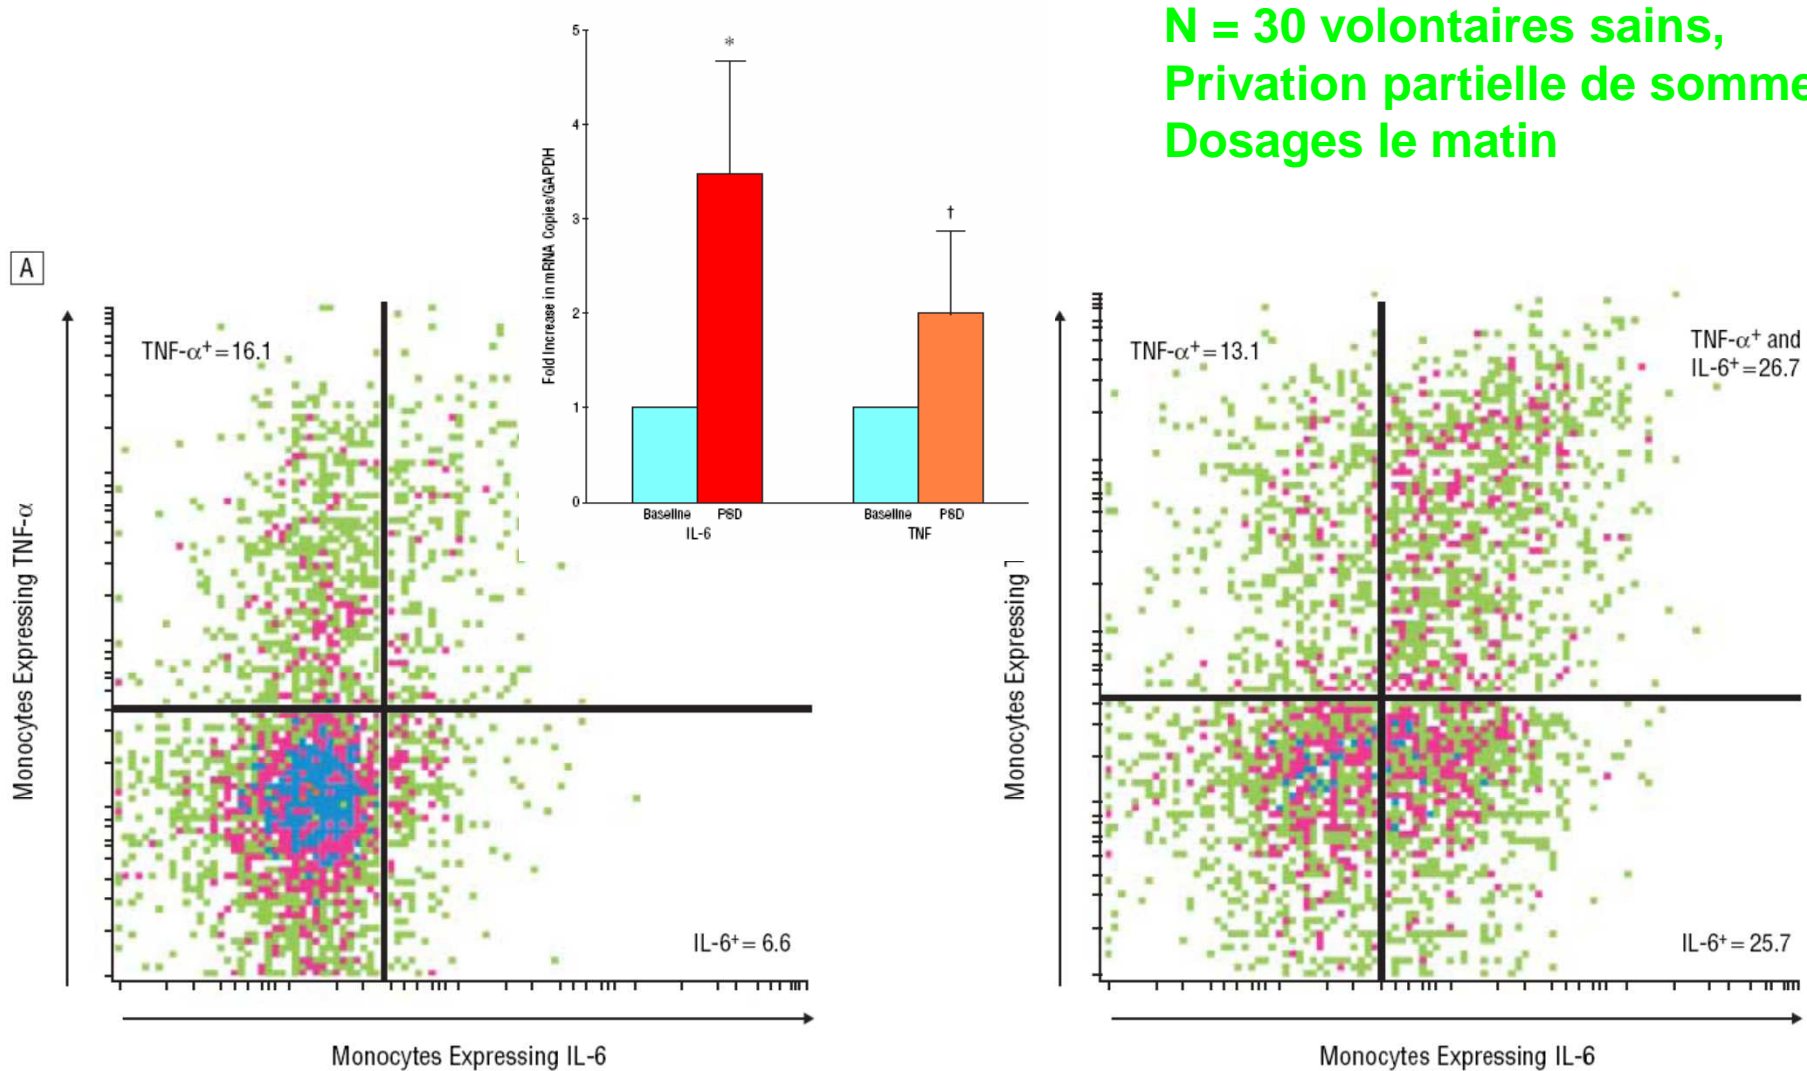 N = 30 volontaires sains,
Privation partielle de somme
Dosages le matin
5
4
3
2
1
0
Fold Increase in mRNA Copies/GAPDH
*
†
Baseline PSD
IL-6
Baseline PSD
TNF
A
TNF-α+=16.1
IL-6+=6.6
Monocytes Expressing TNF-α
Monocytes Expressing IL-6
TNF-α+=13.1
TNF-α+ and
IL-6+=26.7
IL-6+=25.7
Monocytes Expressing
Monocytes Expressing IL-6